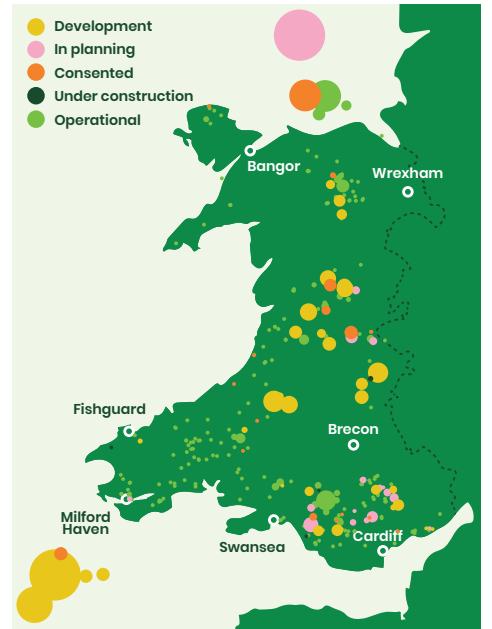 Development
In planning
Consented
Under construction
Operational
Bangor
Wrexham
Fishguard
Brecon
Milford
Haven
Swansea
Cardiff